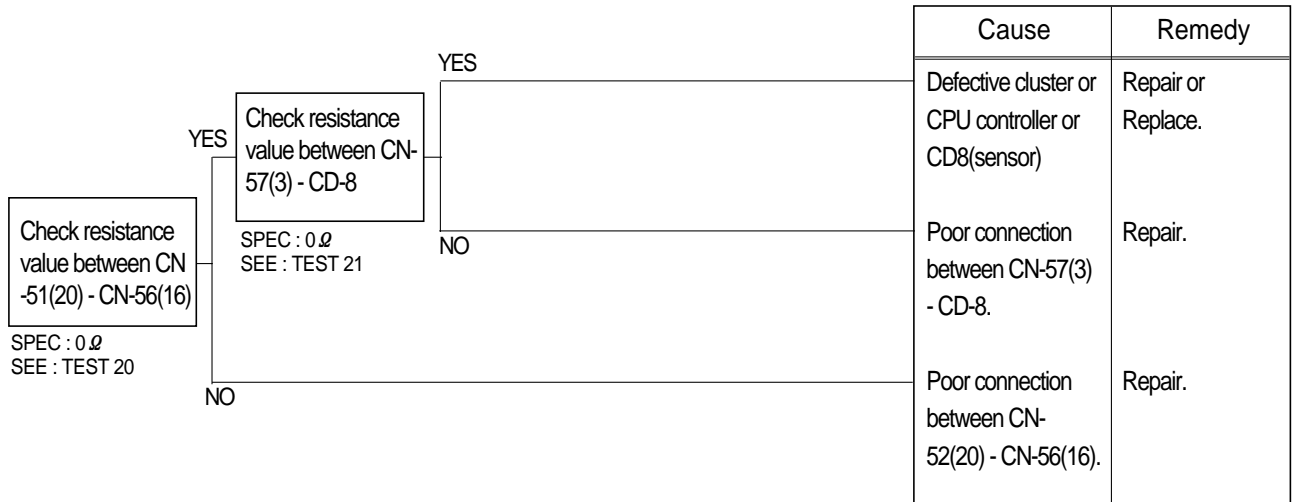 Cause
Remedy
YES
Defective cluster or
CPU controller or
CD8(sensor)
Repair or
Replace.
YES
Check resistance
value between CN-
57(3) - CD-8
SPEC : 0Ω
SEE : TEST 21
NO
Poor connection
between CN-57(3)
- CD-8.
Repair.
Check resistance
value between CN
-51(20) - CN-56(16)
SPEC : 0Ω
SEE : TEST 20
NO
Poor connection
between CN-
52(20) - CN-56(16).
Repair.